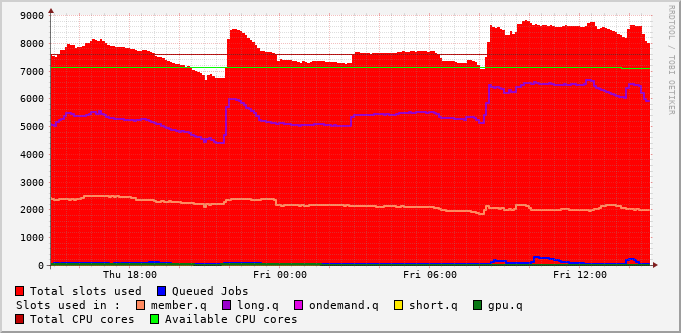 9000
8000
7000
6000
5000
4000
3000
2000
1000
0
Thu 18:00 Fri 00:00 Fri 06:00 Fri 12:00
RRDTOOL / TOBI OETIKER
Total slots used Queued Jobs
Slots used in : member.q long.q ondemand.q short.q gpu.q
Total CPU cores Available CPU cores